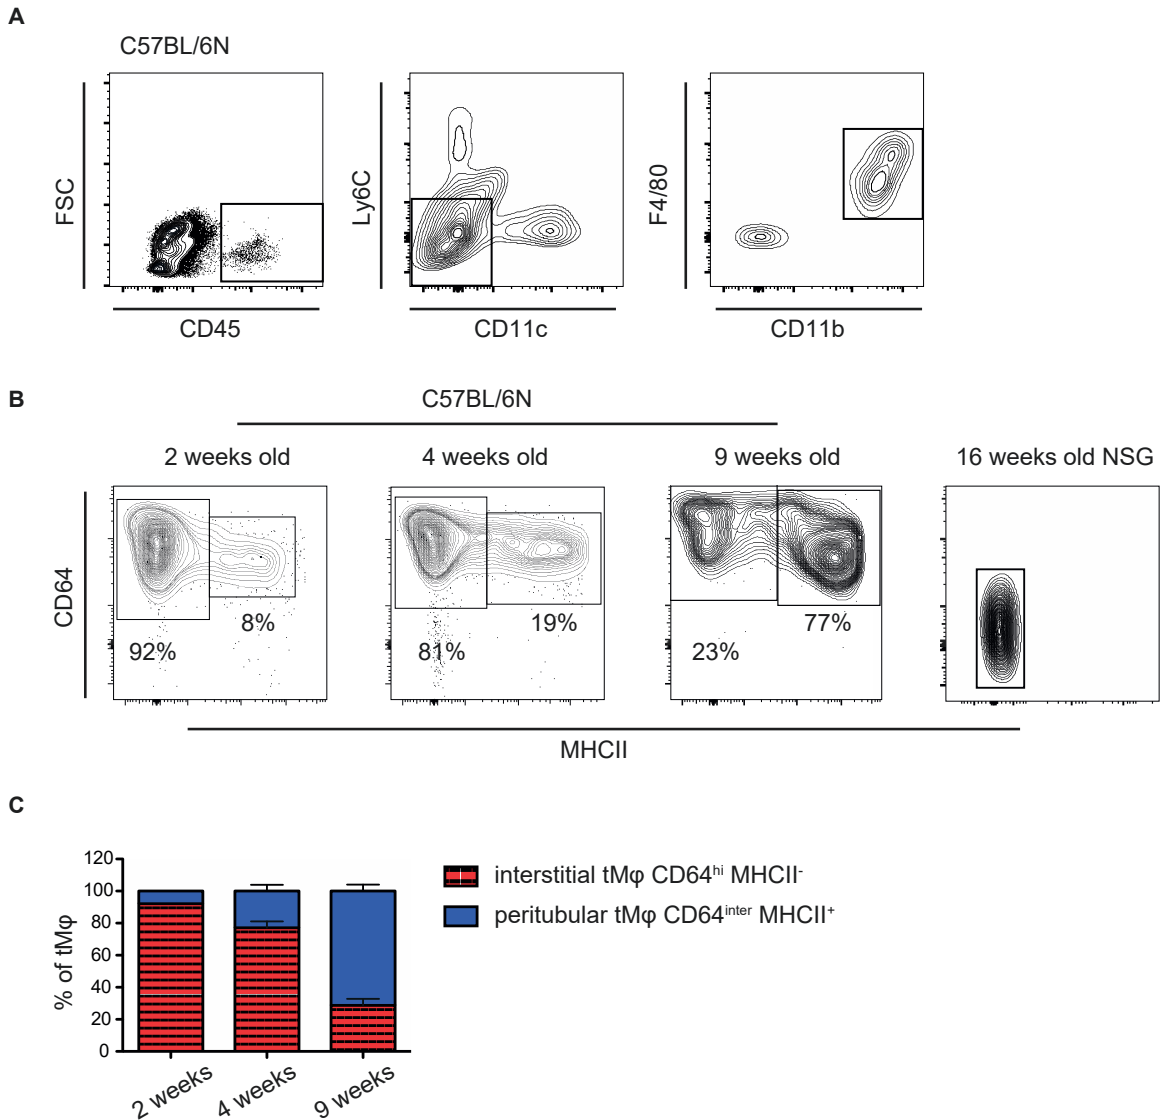 A
C57BL/6N
FSC
CD45
Ly6C
CD11c
F4/80
CD11b
B
C57BL/6N
2 weeks old
4 weeks old
9 weeks old
16 weeks old NSG
CD64
8%
92%
19%
81%
77%
23%
MHCII
C
% of tMφ
120
100
80
60
40
20
0
2 weeks
4 weeks
9 weeks
interstitial tMφ CD64ʰⁱ MHCII⁻
peritubular tMφ CD64ⁱⁿᵗᵉʳ MHCII⁺